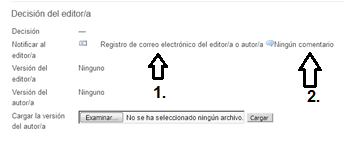 Decisión del editor/a
Decisión —
Notificar al editor/a Registro de correo electrónico del editor/a o autor/a Ningún comentario
Versión del editor/a Ninguno
Versión del autor/a Ninguno
Cargar la versión del autor/a Examinar... No se ha seleccionado ningún archivo. Cargar
1.
2.